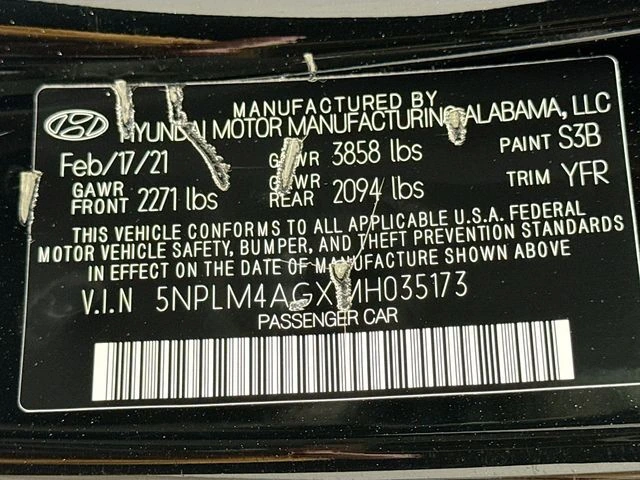 MANUFACTURED BY
HYUNDAI MOTOR MANUFACTURING ALABAMA, LLC
Feb/17/21 GVWR 3858 lbs PAINT S3B
GAWR FRONT 2271 lbs GAWR REAR 2094 lbs TRIM YFR
THIS VEHICLE CONFORMS TO ALL APPLICABLE U.S.A. FEDERAL
MOTOR VEHICLE SAFETY, BUMPER, AND THEFT PREVENTION STANDARDS
IN EFFECT ON THE DATE OF MANUFACTURE SHOWN ABOVE
V.I.N 5NPLM4AGXMH035173
PASSENGER CAR